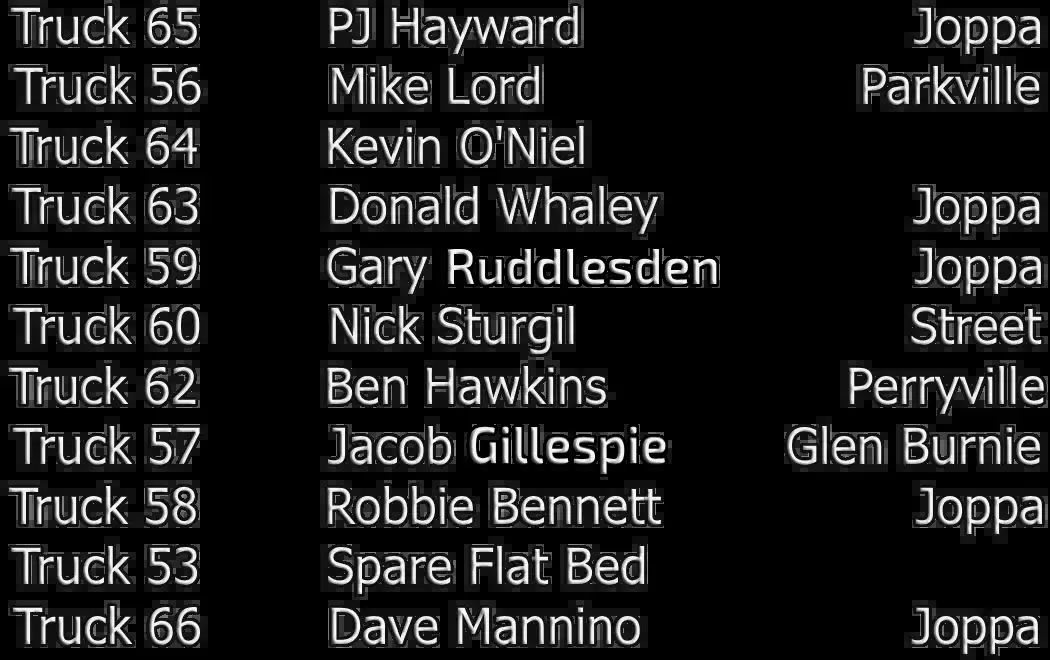 Truck 65 PJ Hayward Joppa
Truck 56 Mike Lord Parkville
Truck 64 Kevin O'Niel
Truck 63 Donald Whaley Joppa
Truck 59 Gary Ruddlesden Joppa
Truck 60 Nick Sturgil Street
Truck 62 Ben Hawkins Perryville
Truck 57 Jacob Gillespie Glen Burnie
Truck 58 Robbie Bennett Joppa
Truck 53 Spare Flat Bed
Truck 66 Dave Mannino Joppa